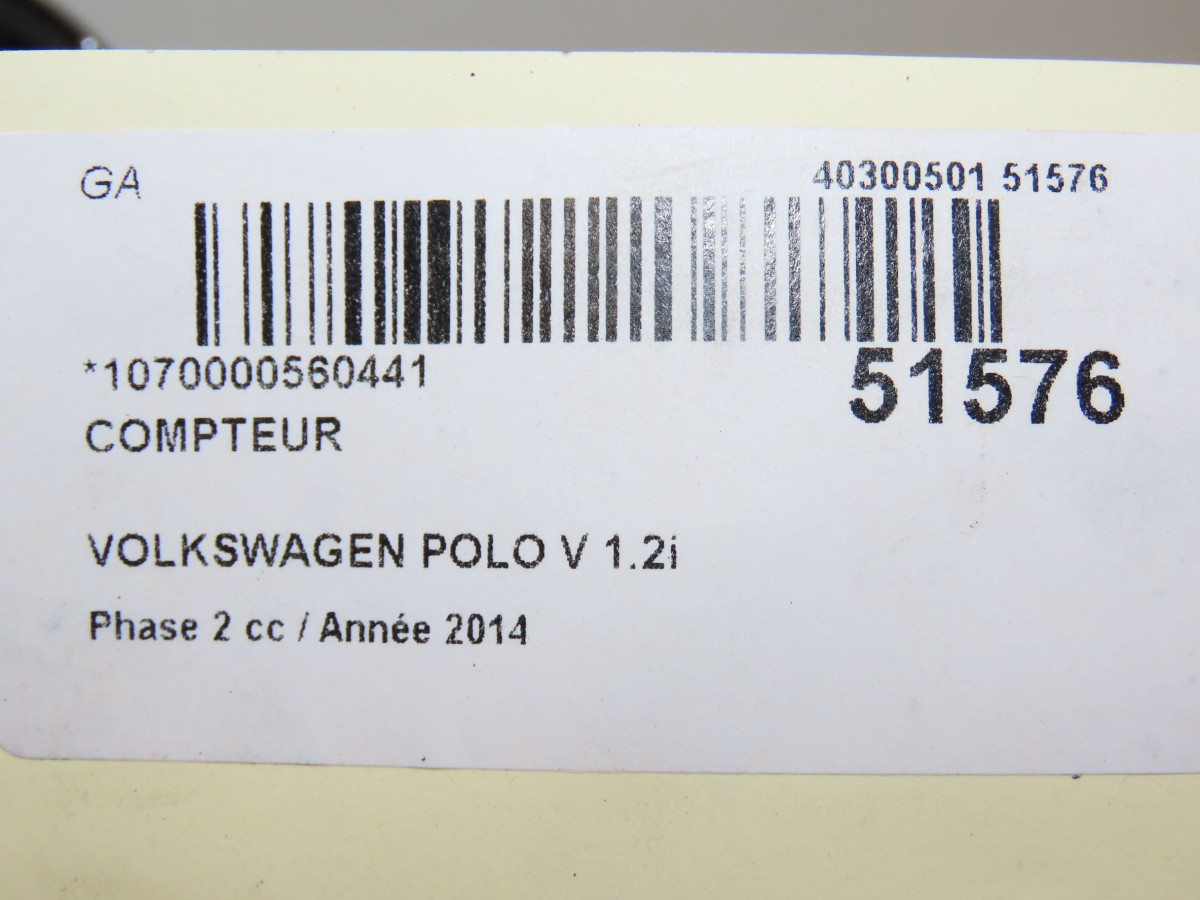 GA
40300501 51576
*1070000560441
51576
COMPTEUR
VOLKSWAGEN POLO V 1.2i
Phase 2 cc / Année 2014